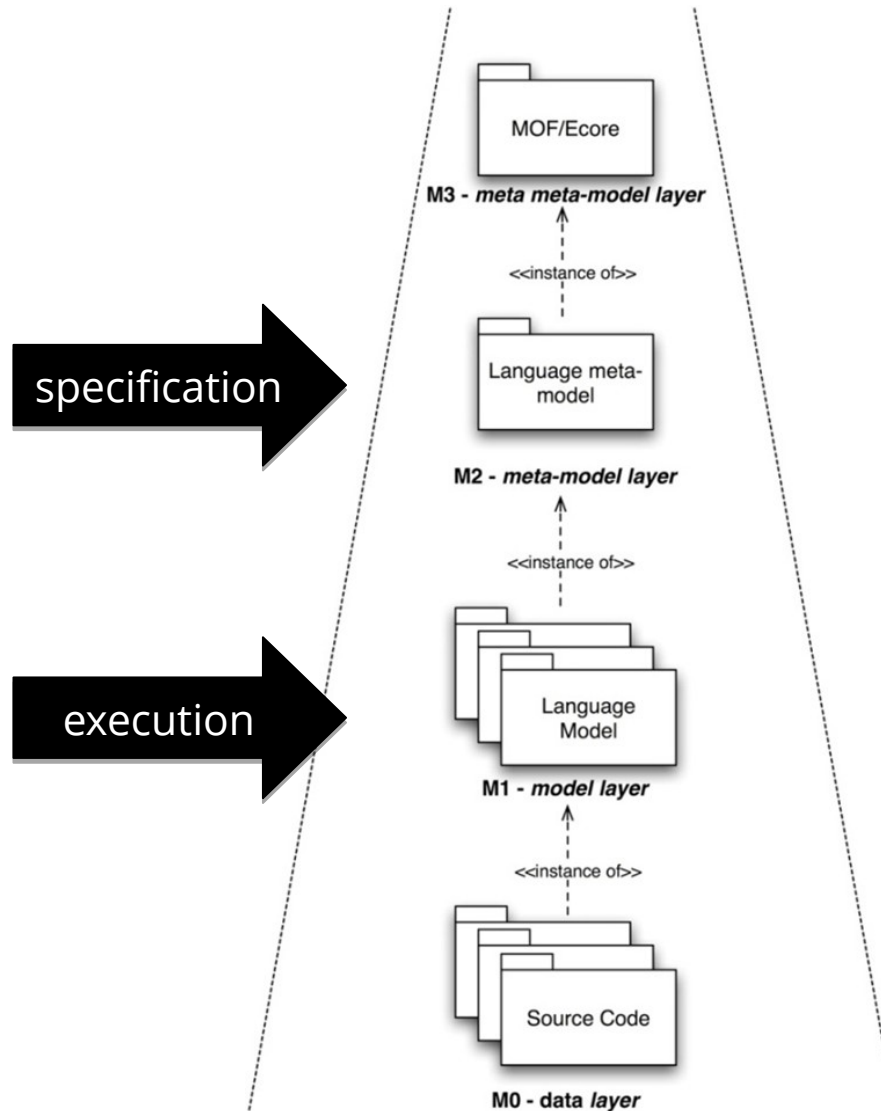 MOF/Ecore
M3 - meta meta-model layer
<<instance of>>
specification
Language meta-
model
M2 - meta-model layer
<<instance of>>
execution
Language
Model
M1 - model layer
<<instance of>>
Source Code
M0 - data layer